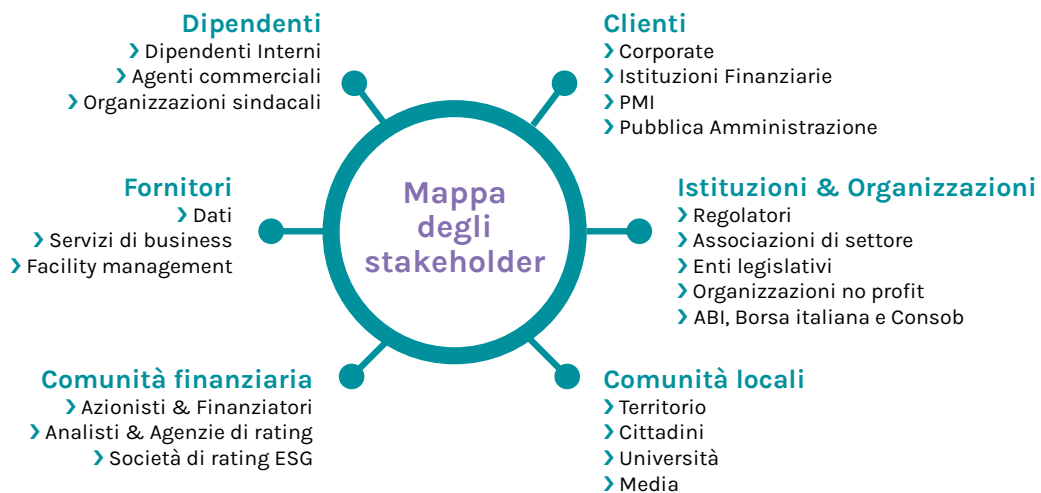 Dipendenti
› Dipendenti Interni
› Agenti commerciali
› Organizzazioni sindacali
Clienti
› Corporate
› Istituzioni Finanziarie
› PMI
› Pubblica Amministrazione
Fornitori
› Dati
› Servizi di business
› Facility management
Mappa
degli
stakeholder
Istituzioni & Organizzazioni
› Regolatori
› Associazioni di settore
› Enti legislativi
› Organizzazioni no profit
› ABI, Borsa italiana e Consob
Comunità finanziaria
› Azionisti & Finanziatori
› Analisti & Agenzie di rating
› Società di rating ESG
Comunità locali
› Territorio
› Cittadini
› Università
› Media